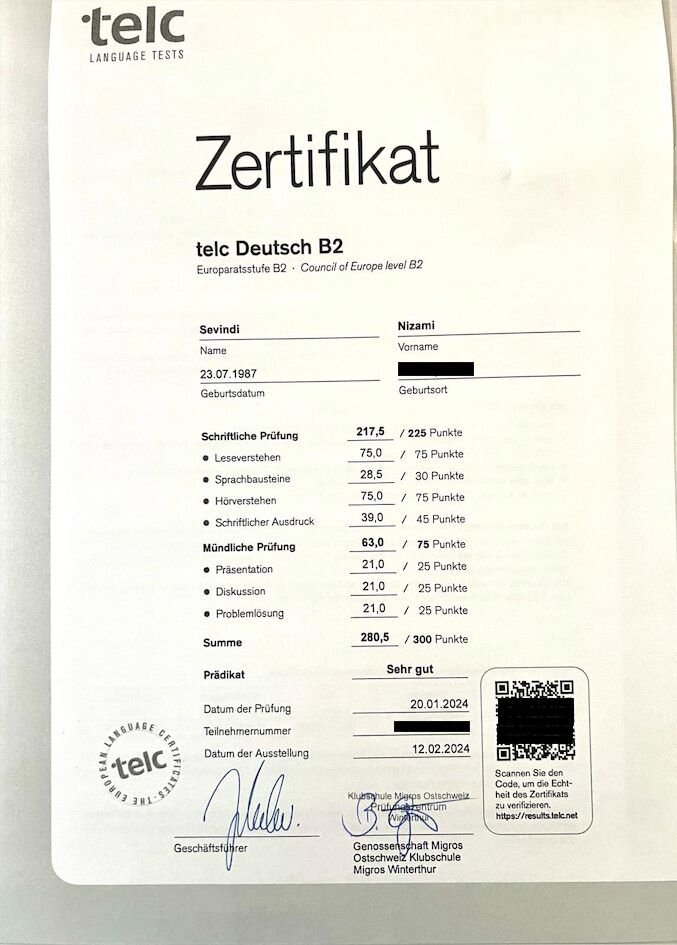 telc
LANGUAGE TESTS
Zertifikat
telc Deutsch B2
Europaratsstufe B2 · Council of Europe level B2
Sevindi Nizami
Name Vorname
23.07.1987
Geburtsdatum Geburtsort
Schriftliche Prüfung 217,5 / 225 Punkte
• Leseverstehen 75,0 / 75 Punkte
• Sprachbausteine 28,5 / 30 Punkte
• Hörverstehen 75,0 / 75 Punkte
• Schriftlicher Ausdruck 39,0 / 45 Punkte
Mündliche Prüfung 63,0 / 75 Punkte
• Präsentation 21,0 / 25 Punkte
• Diskussion 21,0 / 25 Punkte
• Problemlösung 21,0 / 25 Punkte
Summe 280,5 / 300 Punkte
Prädikat Sehr gut
Datum der Prüfung 20.01.2024
Teilnehmernummer
Datum der Ausstellung 12.02.2024
telc
THE EUROPEAN LANGUAGE CERTIFICATES
Klubschule Migros Ostschweiz
Prüfungszentrum
Winterthur
Geschäftsführer
Genossenschaft Migros
Ostschweiz Klubschule
Migros Winterthur
Scannen Sie den
Code, um die Echt-
heit des Zertifikats
zu verifizieren.
https://results.telc.net